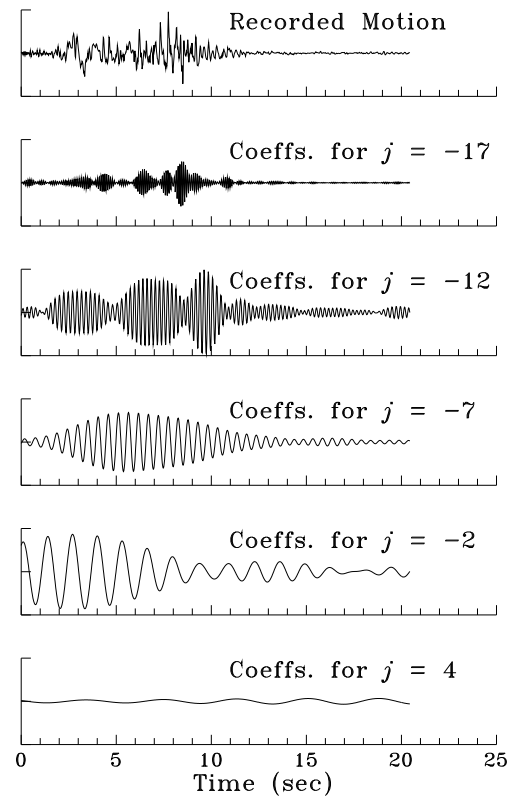 Recorded Motion
Coeffs. for j = −17
Coeffs. for j = −12
Coeffs. for j = −7
Coeffs. for j = −2
Coeffs. for j = 4
0 5 10 15 20 25
Time (sec)